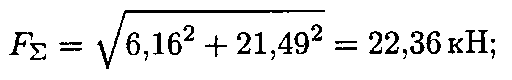 F_Σ = √(6,16² + 21,49²) = 22,36 кН;